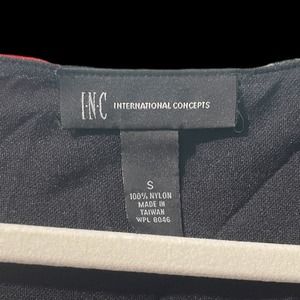 I·N·C INTERNATIONAL CONCEPTS
S
100% NYLON
MADE IN
TAIWAN
WPL 8046